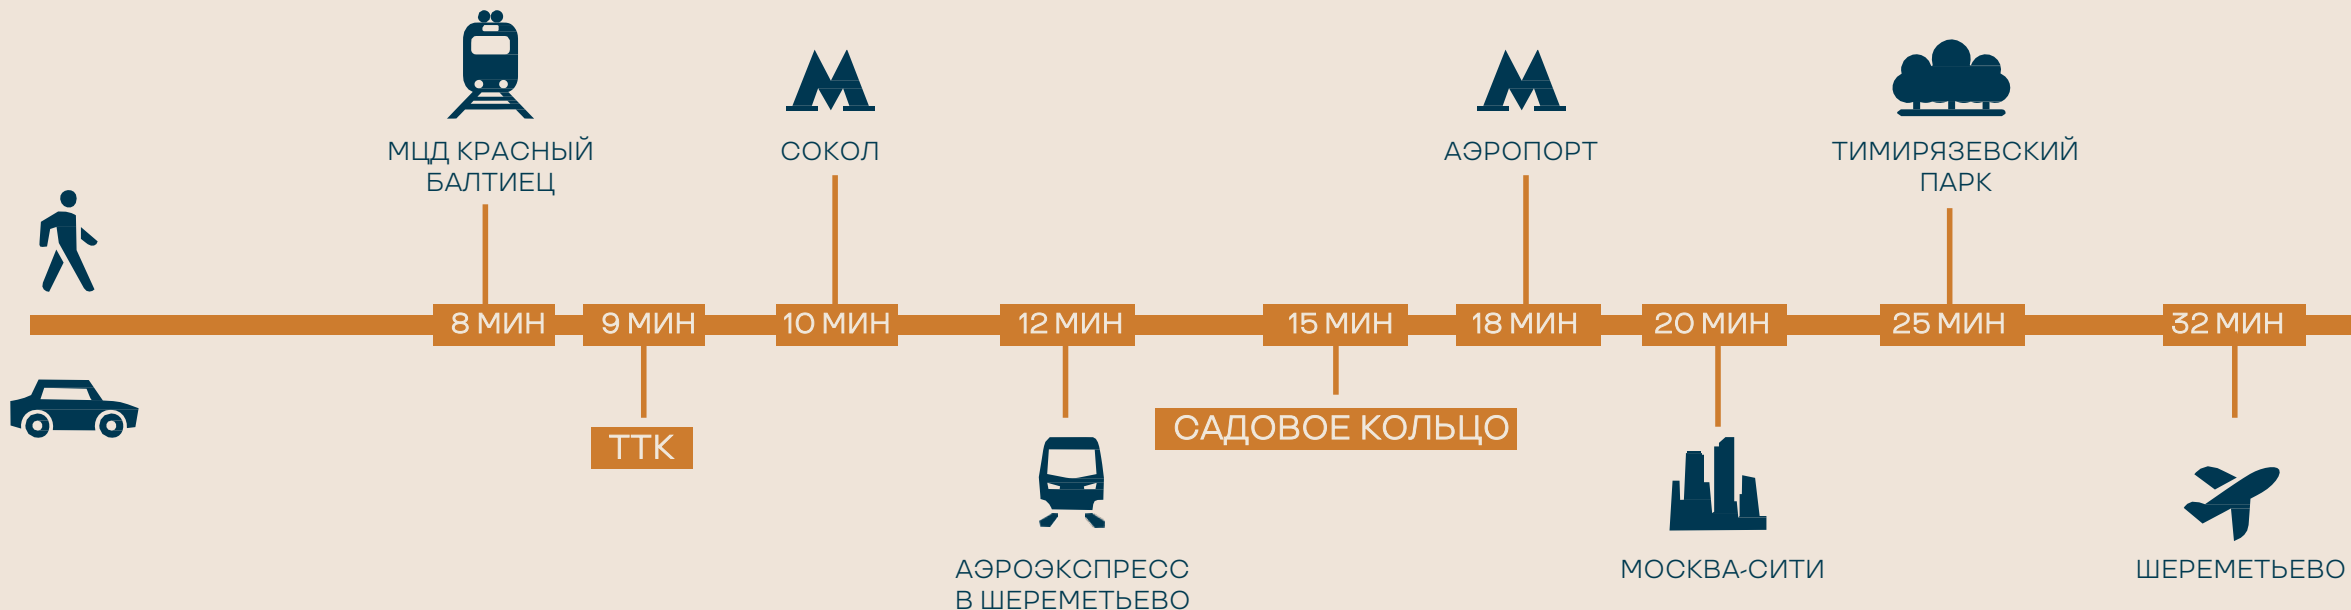 МЦД КРАСНЫЙ
БАЛТИЕЦ
СОКОЛ
АЭРОПОРТ
ТИМИРЯЗЕВСКИЙ
ПАРК
8 МИН
9 МИН
10 МИН
12 МИН
15 МИН
18 МИН
20 МИН
25 МИН
32 МИН
ТТК
САДОВОЕ КОЛЬЦО
АЭРОЭКСПРЕСС
В ШЕРЕМЕТЬЕВО
МОСКВА-СИТИ
ШЕРЕМЕТЬЕВО